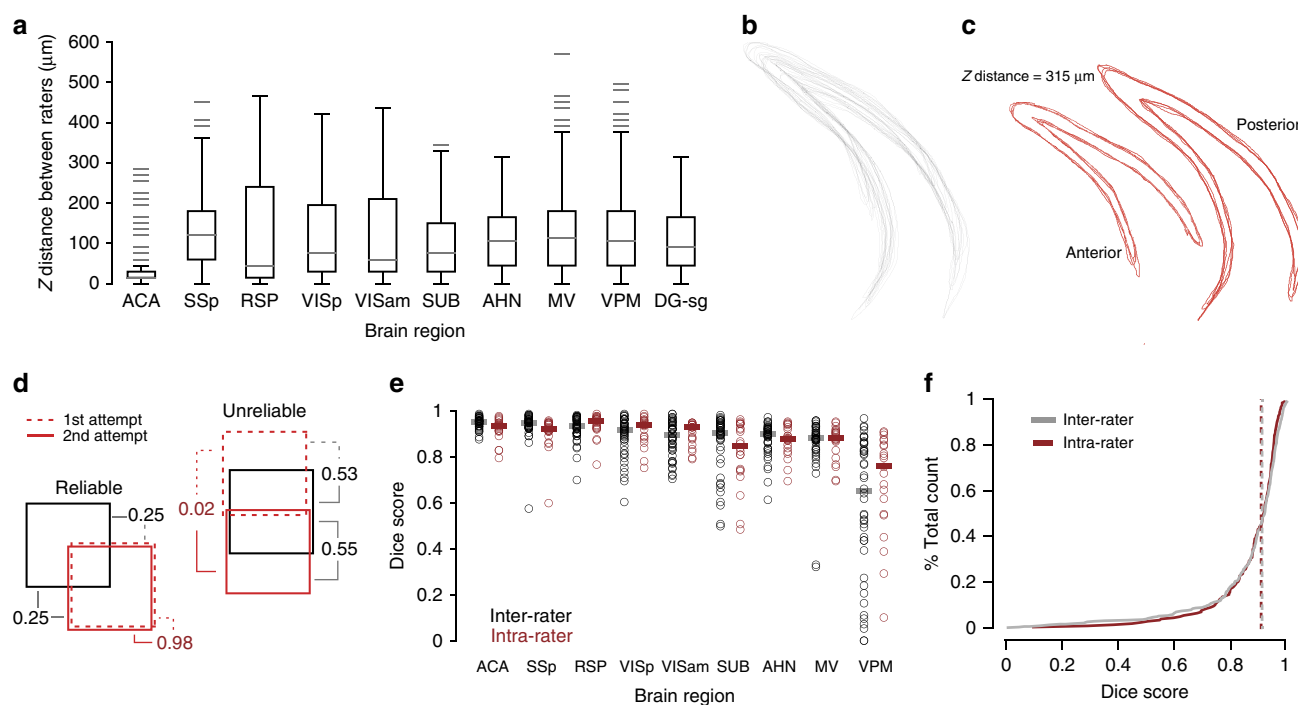 a
600
500
400
300
200
100
0
Z distance between raters (μm)
ACA SSp RSP VISp VISam SUB AHN MV VPM DG-sg
Brain region
b
c
Z distance = 315 μm
Posterior
Anterior
d
1st attempt
2nd attempt
Unreliable
Reliable
0.25
0.25
0.98
0.02
0.53
0.55
e
1
0.8
0.6
0.4
0.2
0
Dice score
Inter-rater
Intra-rater
ACA SSp RSP VISp VISam SUB AHN MV VPM
Brain region
f
1
0.8
0.6
0.4
0.2
0
% Total count
Inter-rater
Intra-rater
0 0.2 0.4 0.6 0.8 1
Dice score